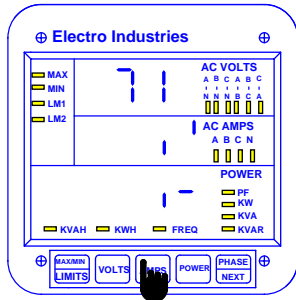 Electro Industries
MAX
MIN
LM1
LM2
AC VOLTS
A B C A B C
N N N B C A
AC AMPS
A B C N
POWER
PF
KW
KVA
KVAR
KVAH KWH FREQ
MAX/MIN
LIMITS
VOLTS
POWER
PHASE
NEXT